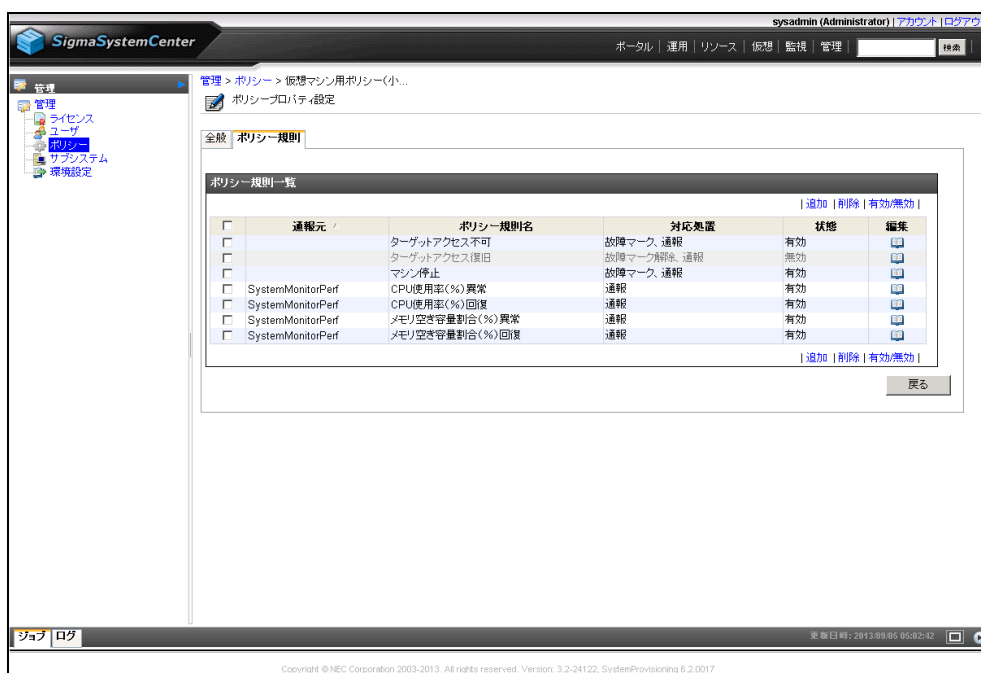 sysadmin (Administrator) | アカウント | ログアウ
SigmaSystemCenter
ポータル | 運用 | リソース | 仮想 | 監視 | 管理 | 検索 |
管理
管理
ライセンス
ユーザ
ポリシー
サブシステム
環境設定
管理 > ポリシー > 仮想マシン用ポリシー(小...
ポリシープロパティ設定
全般 ポリシー規則
ポリシー規則一覧
| 追加 | 削除 | 有効/無効 |
通報元 ポリシー規則名 対応処置 状態 編集
ターゲットアクセス不可 故障マーク、通報 有効
ターゲットアクセス復旧 故障マーク解除、通報 無効
マシン停止 故障マーク、通報 有効
SystemMonitorPerf CPU使用率(%)異常 通報 有効
SystemMonitorPerf CPU使用率(%)回復 通報 有効
SystemMonitorPerf メモリ空き容量割合(%)異常 通報 有効
SystemMonitorPerf メモリ空き容量割合(%)回復 通報 有効
| 追加 | 削除 | 有効/無効 |
戻る
ジョブ ログ
更新日時: 2013/09/05 05:02:42
Copyright © NEC Corporation 2003-2013. All rights reserved. Version: 3.2-24122, SystemProvisioning 6.2.0017